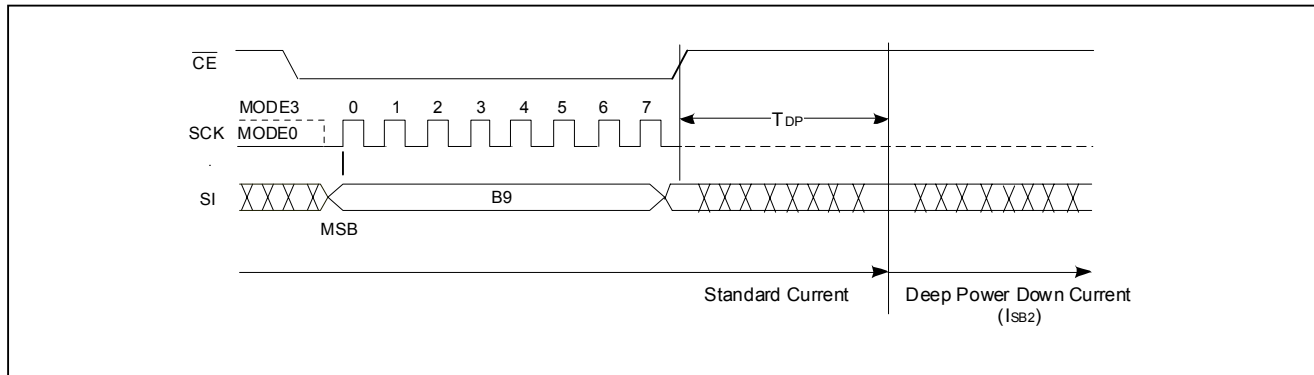 CE
MODE3 0 1 2 3 4 5 6 7
SCK MODE0
TDP
SI B9
MSB
Standard Current Deep Power Down Current
(ISB2)